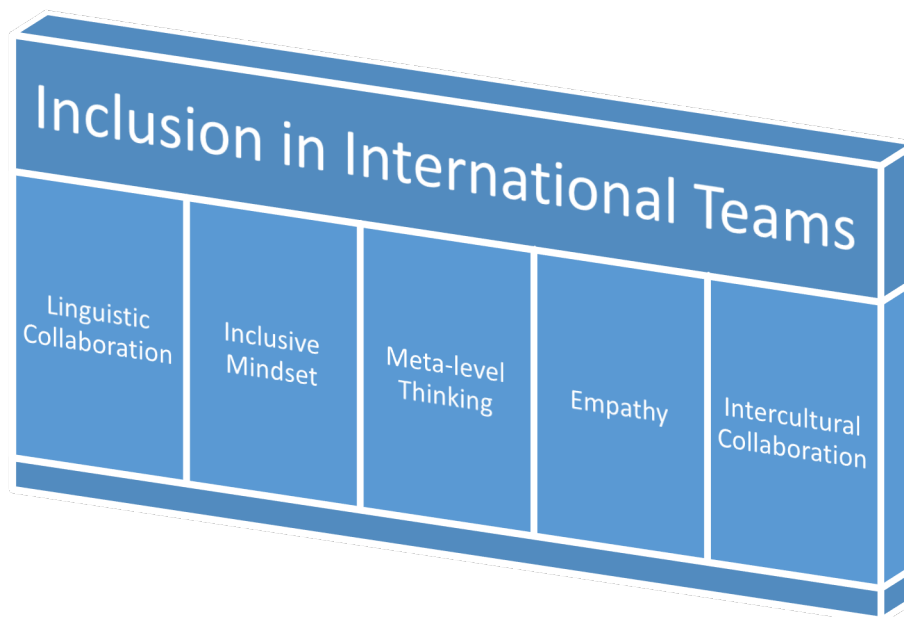 Inclusion in International Teams
Linguistic
Collaboration
Inclusive
Mindset
Meta-level
Thinking
Empathy
Intercultural
Collaboration